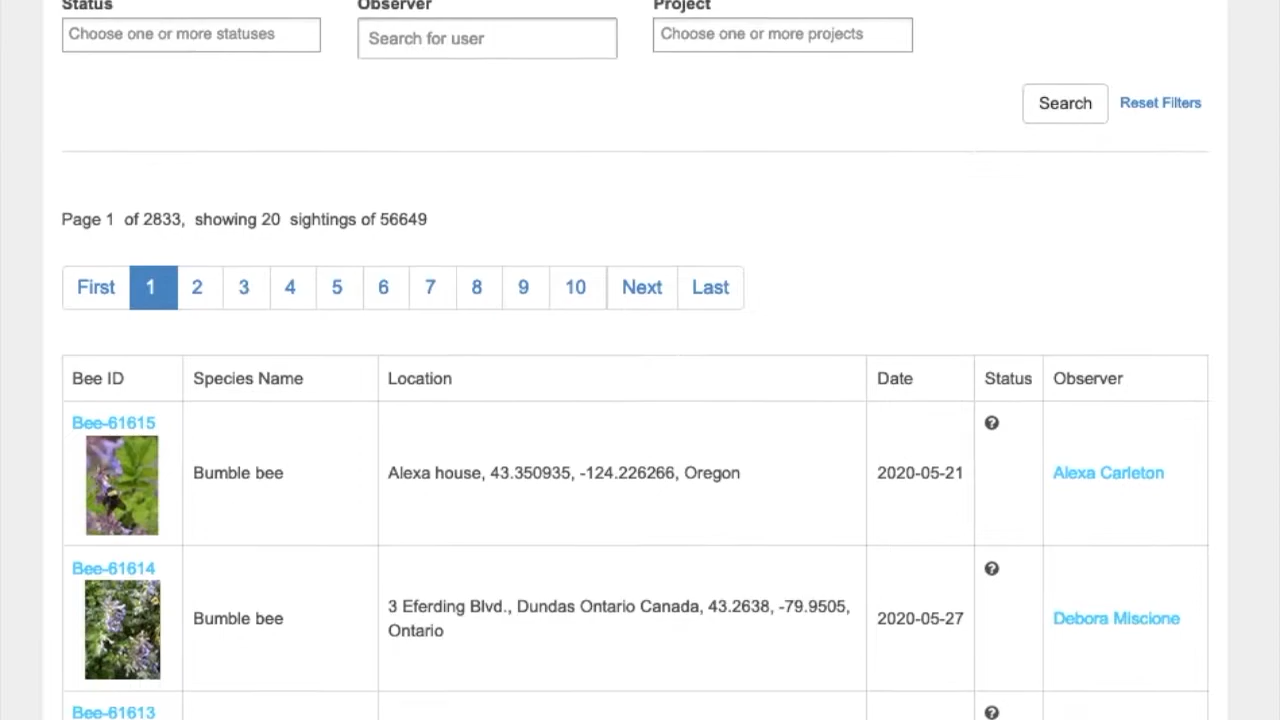 Status Observer Project
Choose one or more statuses Search for user Choose one or more projects
Search Reset Filters
Page 1 of 2833, showing 20 sightings of 56649
First 1 2 3 4 5 6 7 8 9 10 Next Last
Bee ID Species Name Location Date Status Observer
Bee-61615
Bumble bee Alexa house, 43.350935, -124.226266, Oregon 2020-05-21 Alexa Carleton
Bee-61614
Bumble bee 3 Eferding Blvd., Dundas Ontario Canada, 43.2638, -79.9505, Ontario 2020-05-27 Debora Miscione
Bee-61613